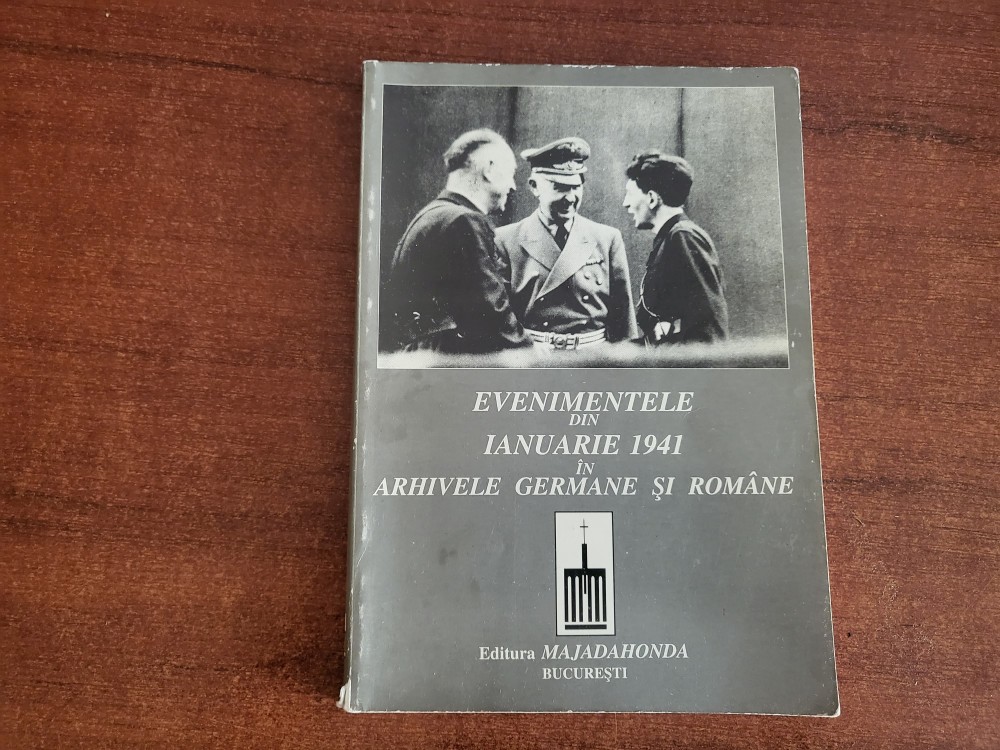 EVENIMENTELE
DIN
IANUARIE 1941
ÎN
ARHIVELE GERMANE ŞI ROMÂNE
Editura MAJADAHONDA
BUCUREŞTI